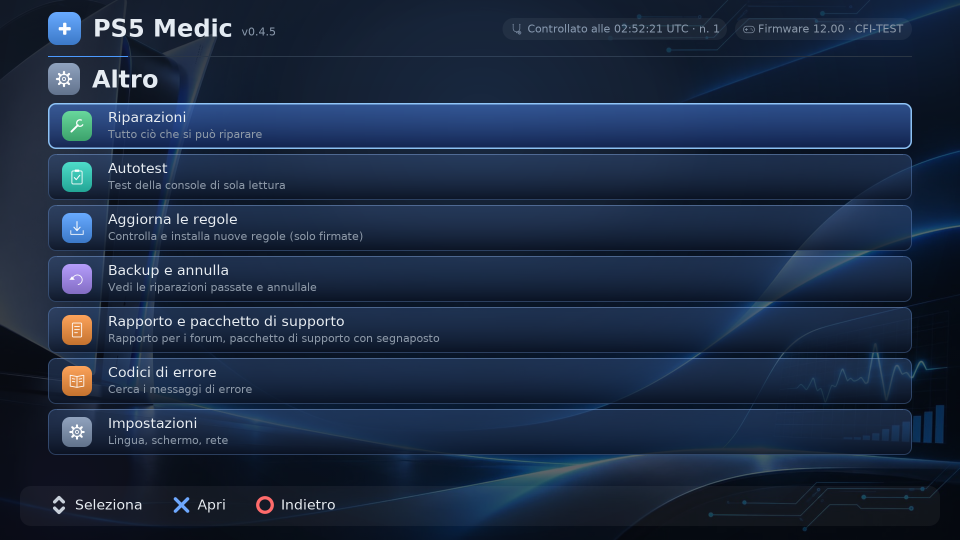 PS5 Medic v0.4.5
Controllato alle 02:52:21 UTC · n. 1
Firmware 12.00 · CFI-TEST
Altro
Riparazioni
Tutto ciò che si può riparare
Autotest
Test della console di sola lettura
Aggiorna le regole
Controlla e installa nuove regole (solo firmate)
Backup e annulla
Vedi le riparazioni passate e annullale
Rapporto e pacchetto di supporto
Rapporto per i forum, pacchetto di supporto con segnaposto
Codici di errore
Cerca i messaggi di errore
Impostazioni
Lingua, schermo, rete
Seleziona Apri Indietro